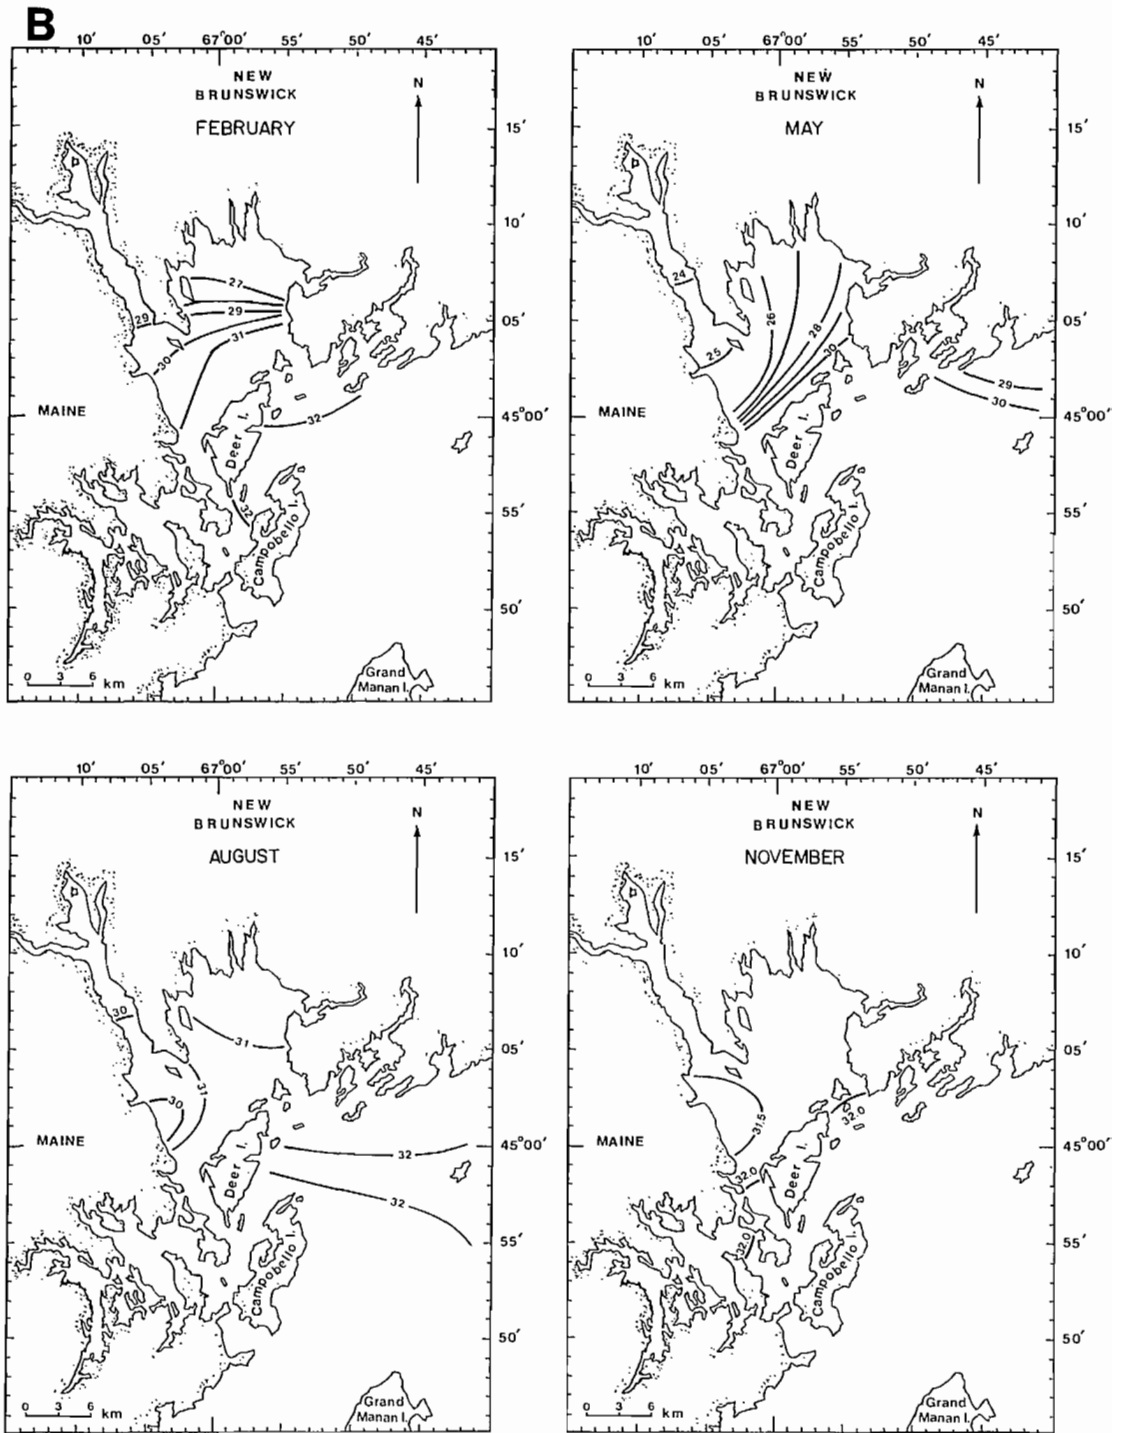 B
10′ 05′ 67°00′ 55′ 50′ 45′
NEW
BRUNSWICK
FEBRUARY
N
15′
10′
05′
45°00′
55′
50′
27
29
29
30
31
32
32
MAINE
Deer I.
Campobello I.
Grand
Manan I.
0 3 6 km
10′ 05′ 67°00′ 55′ 50′ 45′
NEW
BRUNSWICK
MAY
N
15′
10′
05′
45°00′
55′
50′
24
25
26
28
30
29
30
MAINE
Deer I.
Campobello I.
Grand
Manan I.
0 3 6 km
10′ 05′ 67°00′ 55′ 50′ 45′
NEW
BRUNSWICK
AUGUST
N
15′
10′
05′
45°00′
55′
50′
30
31
31
30
32
32
MAINE
Deer I.
Campobello I.
Grand
Manan I.
0 3 6 km
10′ 05′ 67°00′ 55′ 50′ 45′
NEW
BRUNSWICK
NOVEMBER
N
15′
10′
05′
45°00′
55′
50′
31.5
32.0
32.0
32.0
MAINE
Deer I.
Campobello I.
Grand
Manan I.
0 3 6 km